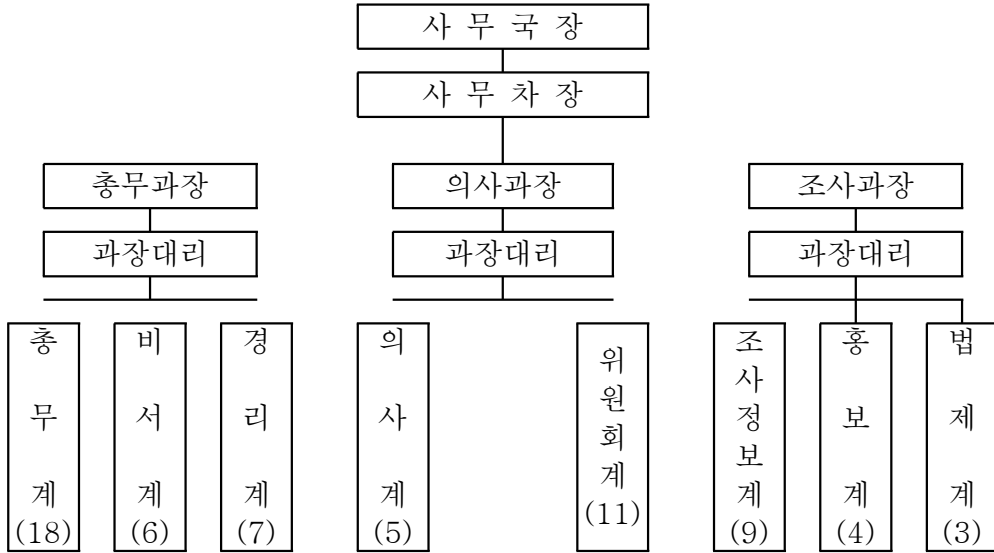 사 무 국 장
사 무 차 장
총무과장
의사과장
조사과장
과장대리
과장대리
과장대리
총무계
(18)
비서계
(6)
경리계
(7)
의사계
(5)
위원회계
(11)
조사정보계
(9)
홍보계
(4)
법제계
(3)